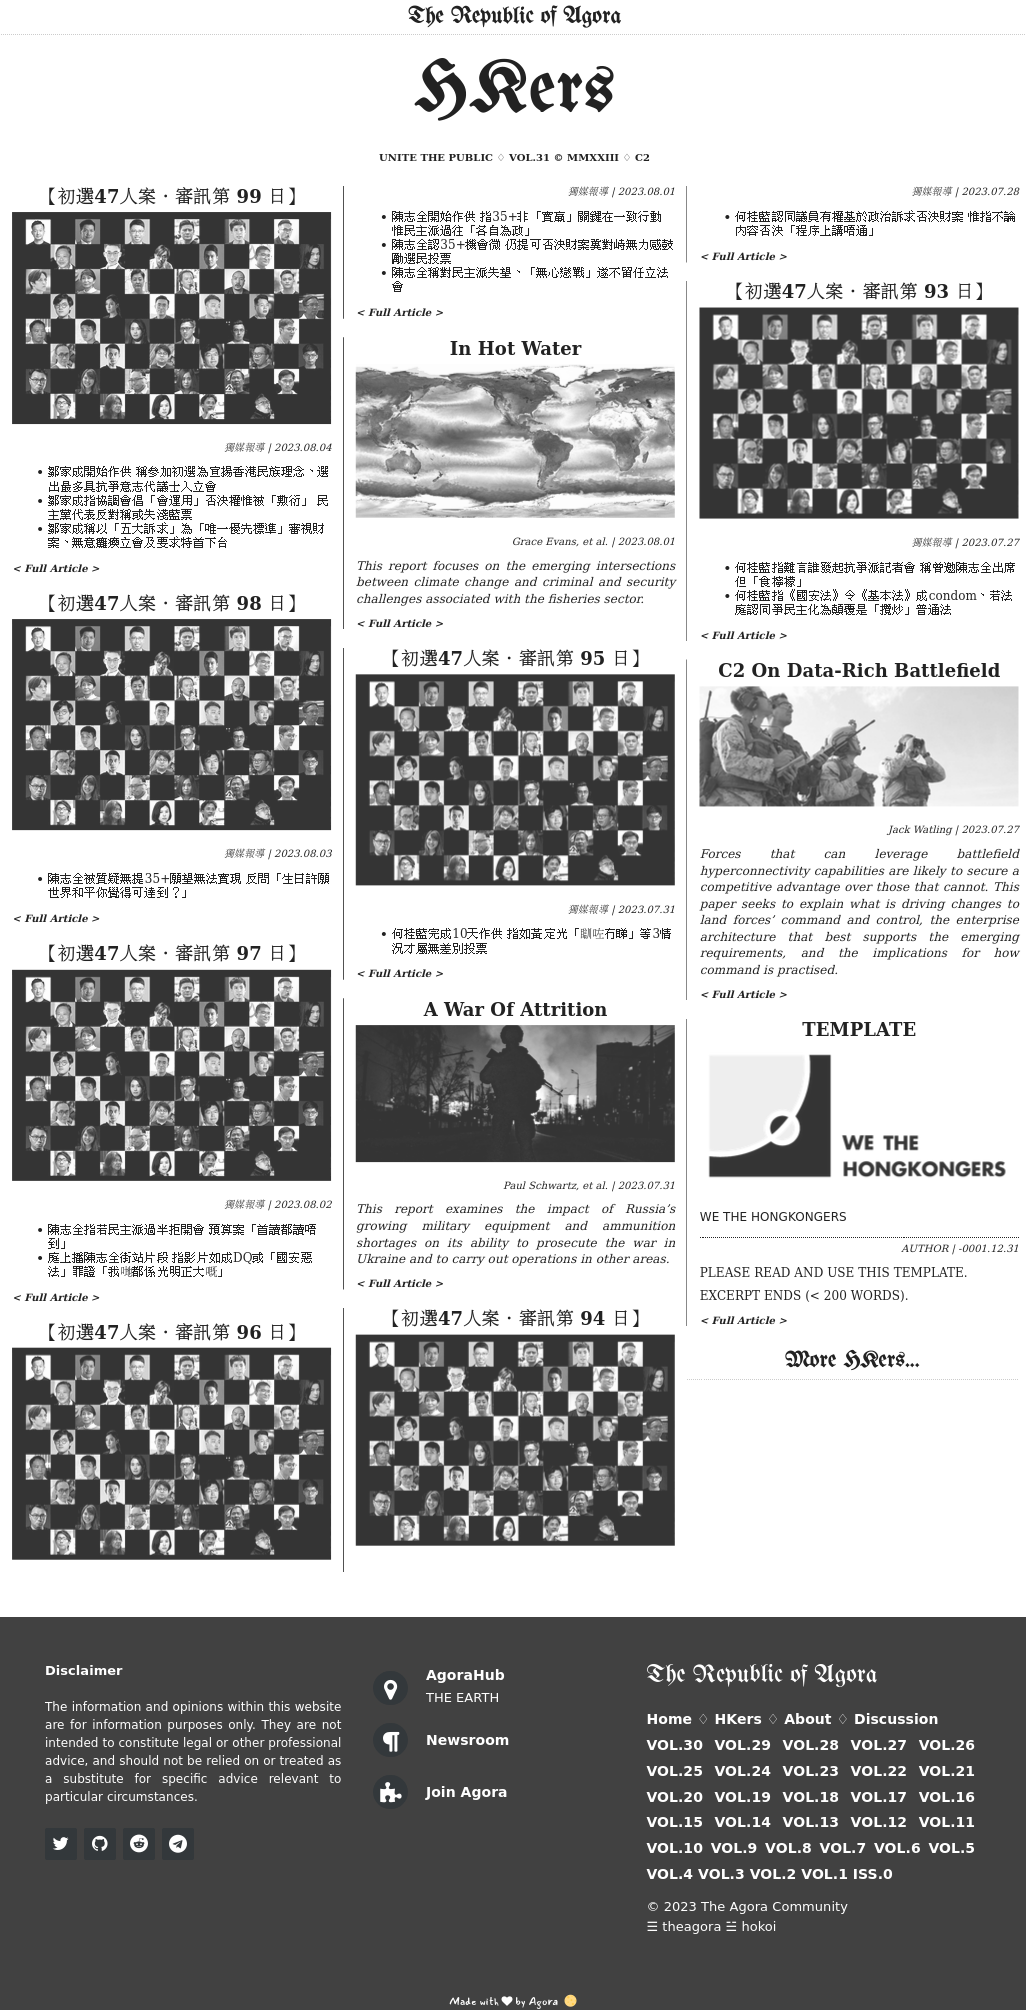 The Republic of Agora
HKers
UNITE THE PUBLIC ♢ VOL.31 © MMXXIII ♢ C2
【初選47人案・審訊第 99 日】
獨媒報導 | 2023.08.04
• 鄒家成開始作供 稱參加初選為宣揚香港民族理念、選
出最多具抗爭意志代議士入立會
• 鄒家成指協調會倡「會運用」否決權惟被「敷衍」 民
主黨代表反對稱或失淺藍票
• 鄒家成稱以「五大訴求」為「唯一優先標準」審視財
案、無意癱瘓立會及要求特首下台
< Full Article >
【初選47人案・審訊第 98 日】
獨媒報導 | 2023.08.03
• 陳志全被質疑無提35+願望無法實現 反問「生日許願
世界和平你覺得可達到？」
< Full Article >
【初選47人案・審訊第 97 日】
獨媒報導 | 2023.08.02
• 陳志全指若民主派過半拒開會 預算案「首讀都讀唔
到」
• 庭上播陳志全街站片段 指影片如成DQ或「國安惡
法」罪證「我哋都係光明正大嘅」
< Full Article >
【初選47人案・審訊第 96 日】
獨媒報導 | 2023.08.01
• 陳志全開始作供 指35+非「實贏」關鍵在一致行動
惟民主派過往「各自為政」
• 陳志全認35+機會微 仍提可否決財案冀對峙無力感鼓
勵選民投票
• 陳志全稱對民主派失望、「無心戀戰」遂不留任立法
會
< Full Article >
In Hot Water
Grace Evans, et al. | 2023.08.01
This report focuses on the emerging intersections
between climate change and criminal and security
challenges associated with the fisheries sector.
< Full Article >
【初選47人案・審訊第 95 日】
獨媒報導 | 2023.07.31
• 何桂藍完成10天作供 指如黃定光「瞓咗冇睇」等3情
況才屬無差別投票
< Full Article >
A War Of Attrition
Paul Schwartz, et al. | 2023.07.31
This report examines the impact of Russia’s
growing military equipment and ammunition
shortages on its ability to prosecute the war in
Ukraine and to carry out operations in other areas.
< Full Article >
【初選47人案・審訊第 94 日】
獨媒報導 | 2023.07.28
• 何桂藍認同議員有權基於政治訴求否決財案 惟指不論
內容否決「程序上講唔通」
< Full Article >
【初選47人案・審訊第 93 日】
獨媒報導 | 2023.07.27
• 何桂藍指難言誰發起抗爭派記者會 稱曾邀陳志全出席
但「食檸檬」
• 何桂藍指《國安法》令《基本法》成condom、若法
庭認同爭民主化為顛覆是「攬炒」普通法
< Full Article >
C2 On Data-Rich Battlefield
Jack Watling | 2023.07.27
Forces that can leverage battlefield
hyperconnectivity capabilities are likely to secure a
competitive advantage over those that cannot. This
paper seeks to explain what is driving changes to
land forces’ command and control, the enterprise
architecture that best supports the emerging
requirements, and the implications for how
command is practised.
< Full Article >
TEMPLATE
WE THE
HONGKONGERS
WE THE HONGKONGERS
AUTHOR | -0001.12.31
PLEASE READ AND USE THIS TEMPLATE.
EXCERPT ENDS (< 200 WORDS).
< Full Article >
More HKers...
Disclaimer
The information and opinions within this website
are for information purposes only. They are not
intended to constitute legal or other professional
advice, and should not be relied on or treated as
a substitute for specific advice relevant to
particular circumstances.
AgoraHub
THE EARTH
Newsroom
Join Agora
The Republic of Agora
Home ♢ HKers ♢ About ♢ Discussion
VOL.30 VOL.29 VOL.28 VOL.27 VOL.26
VOL.25 VOL.24 VOL.23 VOL.22 VOL.21
VOL.20 VOL.19 VOL.18 VOL.17 VOL.16
VOL.15 VOL.14 VOL.13 VOL.12 VOL.11
VOL.10 VOL.9 VOL.8 VOL.7 VOL.6 VOL.5
VOL.4 VOL.3 VOL.2 VOL.1 ISS.0
© 2023 The Agora Community
☰ theagora ☱ hokoi
Made with ♥ by Agora